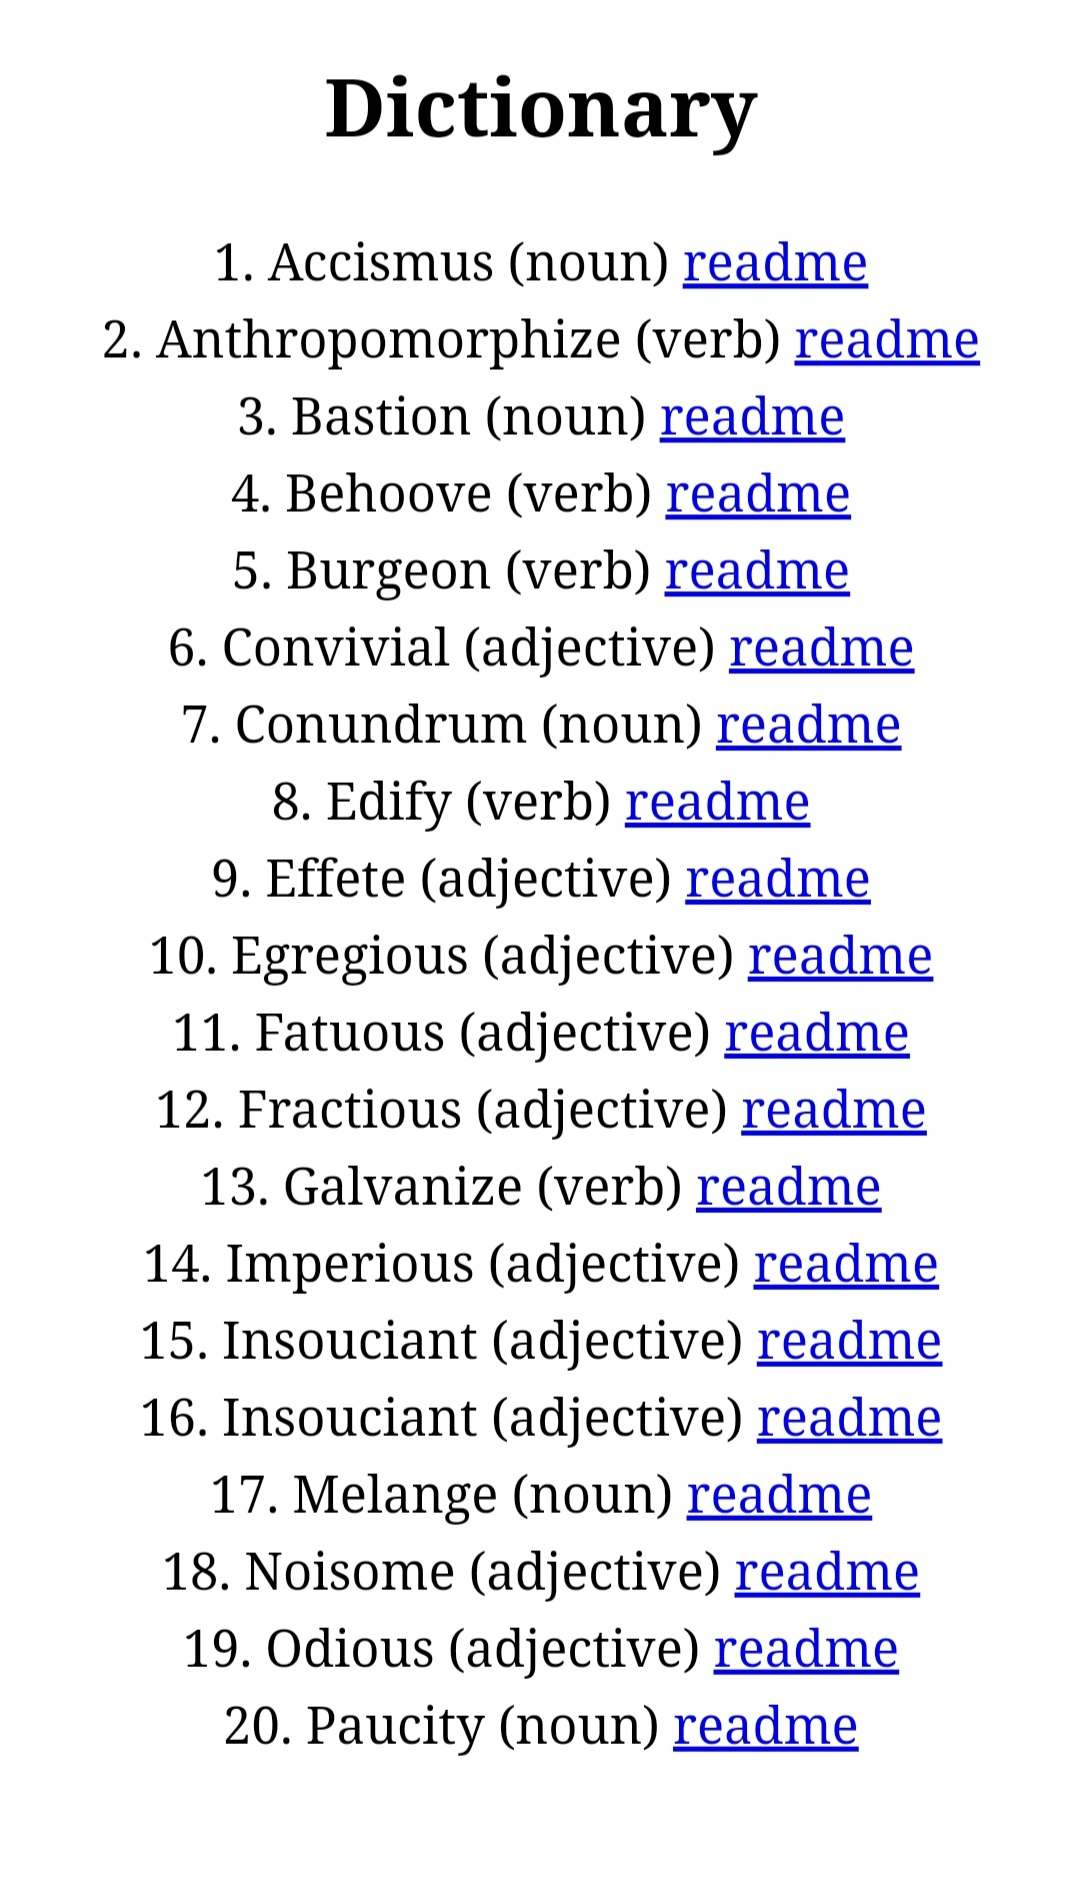 Dictionary
1. Accismus (noun) readme
2. Anthropomorphize (verb) readme
3. Bastion (noun) readme
4. Behoove (verb) readme
5. Burgeon (verb) readme
6. Convivial (adjective) readme
7. Conundrum (noun) readme
8. Edify (verb) readme
9. Effete (adjective) readme
10. Egregious (adjective) readme
11. Fatuous (adjective) readme
12. Fractious (adjective) readme
13. Galvanize (verb) readme
14. Imperious (adjective) readme
15. Insouciant (adjective) readme
16. Insouciant (adjective) readme
17. Melange (noun) readme
18. Noisome (adjective) readme
19. Odious (adjective) readme
20. Paucity (noun) readme